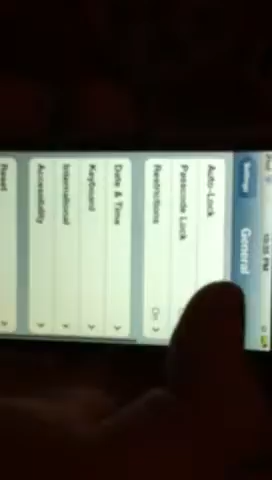 General
Settings
Auto-Lock
Passcode Lock
Restrictions
On
Date & Time
Keyboard
International
Accessibility
Reset